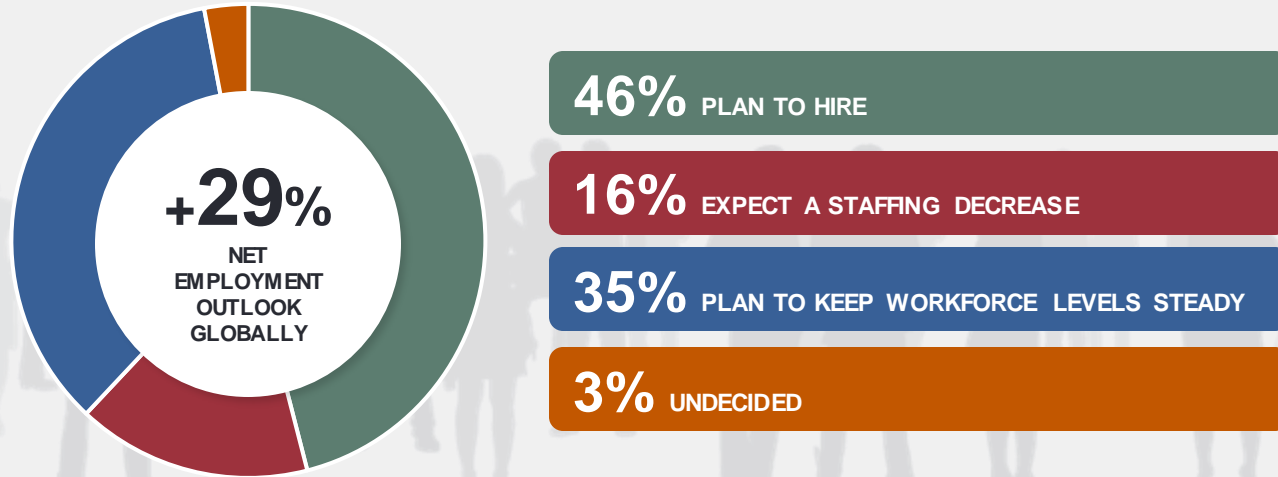 +29%
NET
EMPLOYMENT
OUTLOOK
GLOBALLY
46% PLAN TO HIRE
16% EXPECT A STAFFING DECREASE
35% PLAN TO KEEP WORKFORCE LEVELS STEADY
3% UNDECIDED